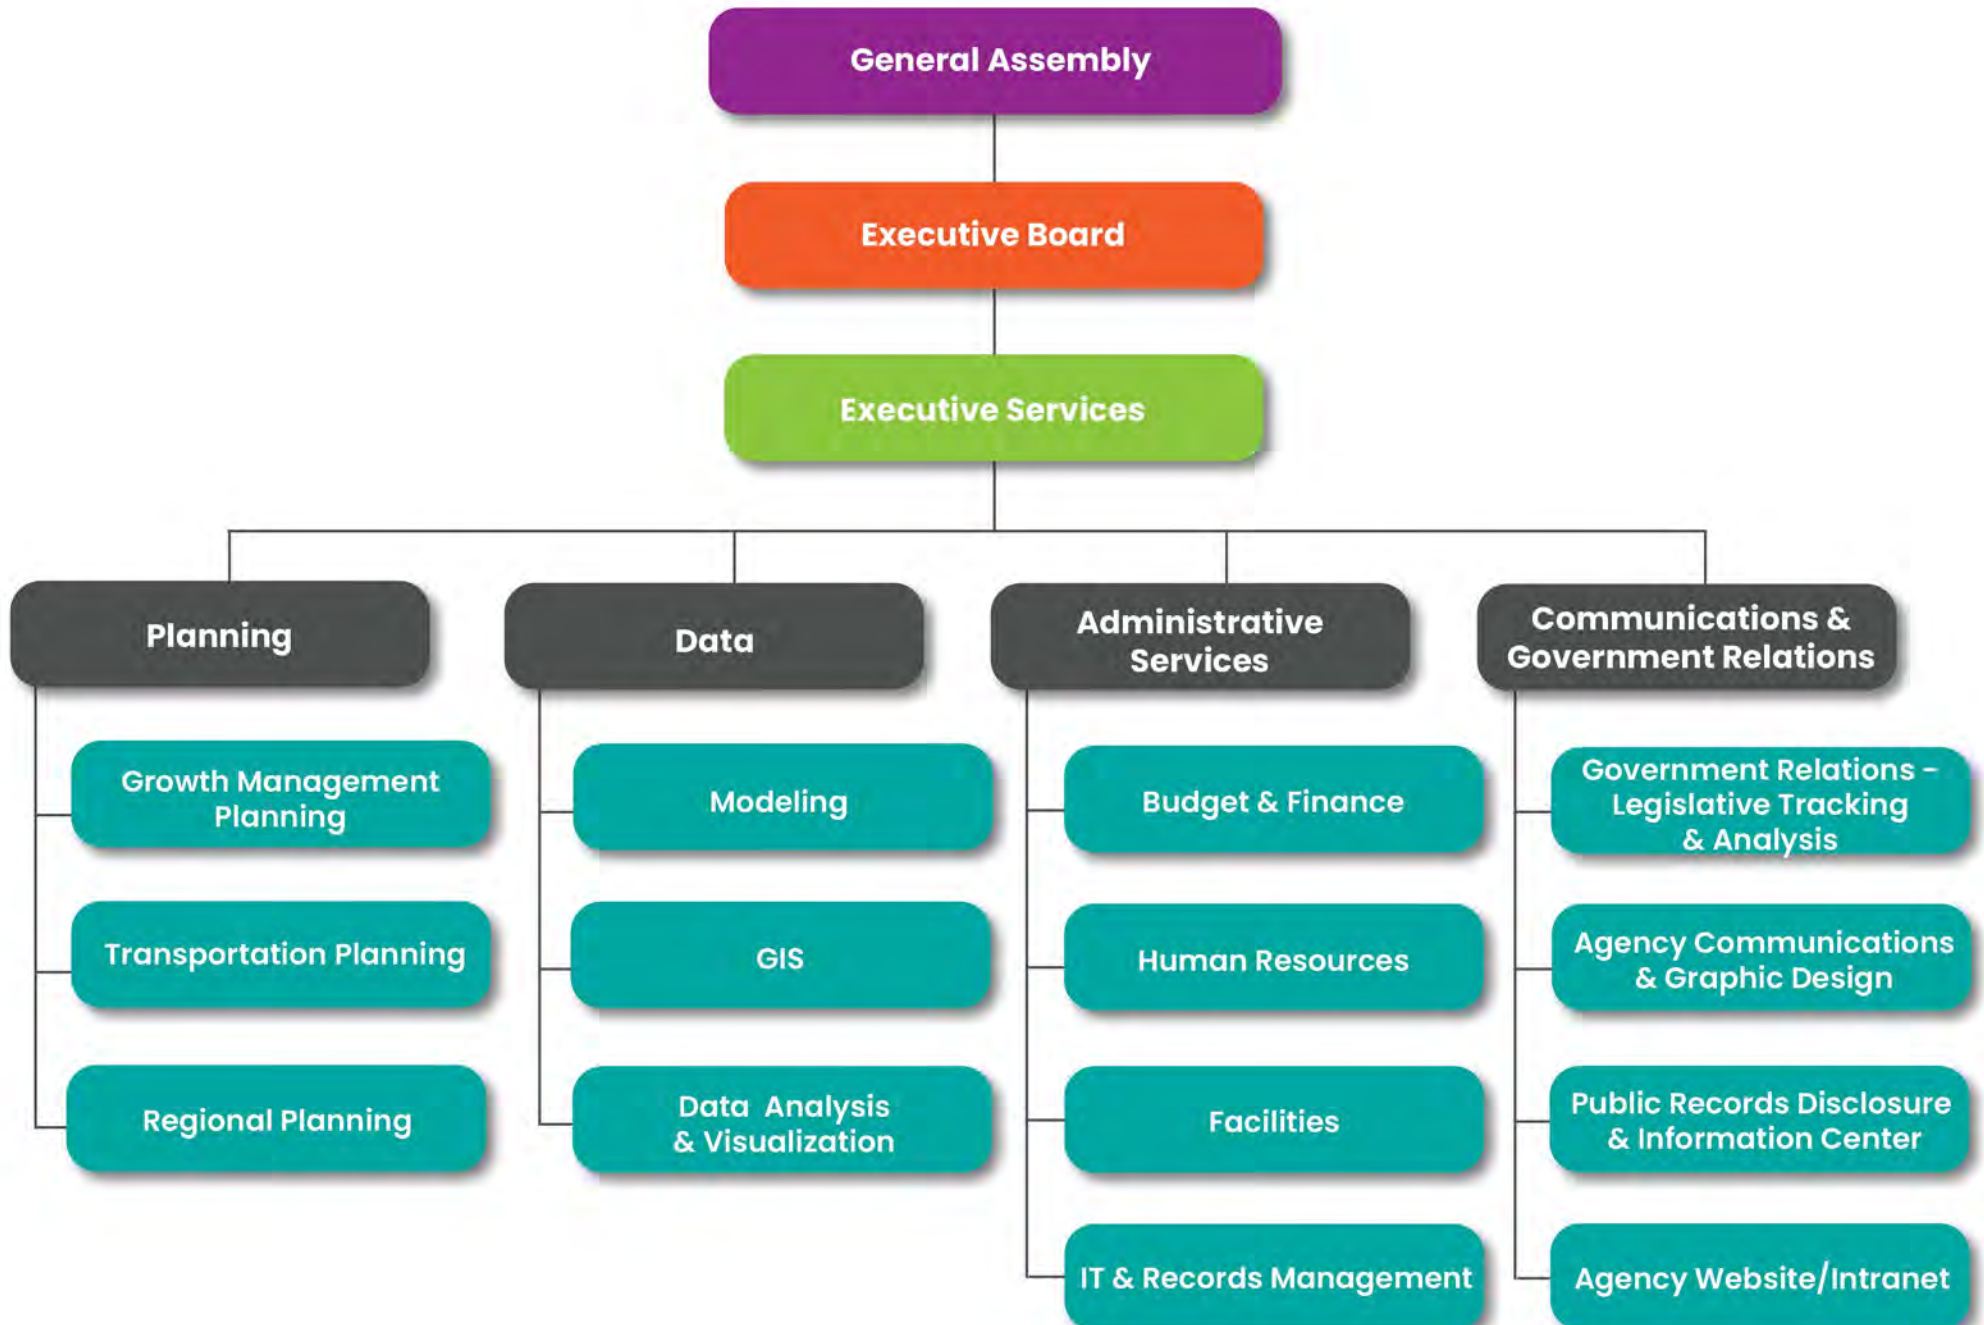 General Assembly
Executive Board
Executive Services
Planning
Growth Management
Planning
Transportation Planning
Regional Planning
Data
Modeling
GIS
Data Analysis
& Visualization
Administrative
Services
Budget & Finance
Human Resources
Facilities
IT & Records Management
Communications &
Government Relations
Government Relations –
Legislative Tracking
& Analysis
Agency Communications
& Graphic Design
Public Records Disclosure
& Information Center
Agency Website/Intranet